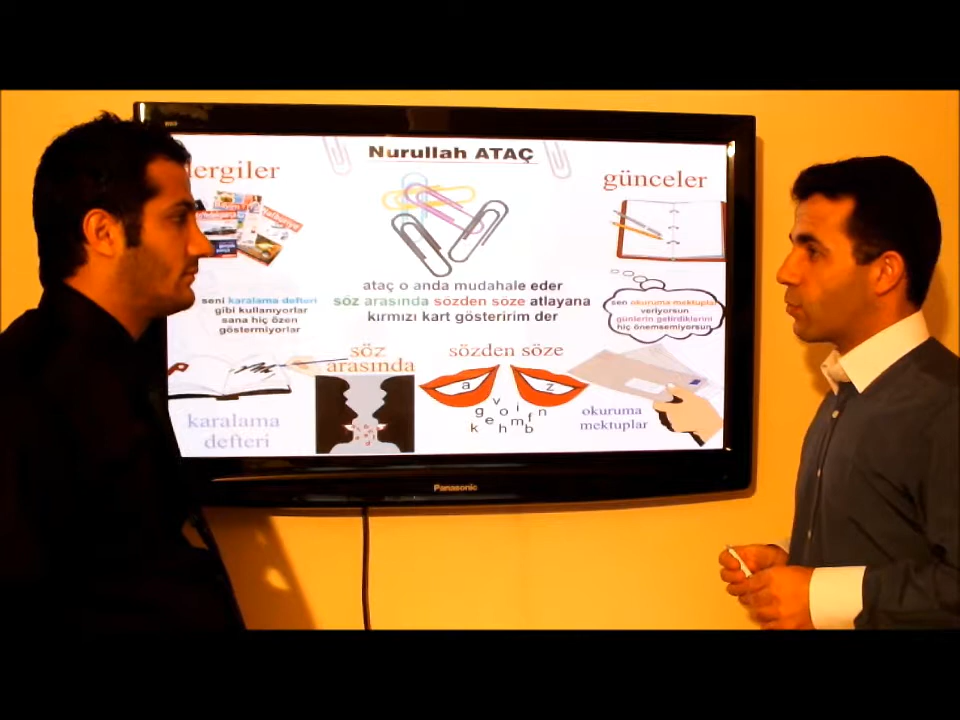 Nurullah ATAÇ
dergiler
günceler
ataç o anda mudahale eder
söz arasında sözden söze atlayana
kırmızı kart gösteririm der
seni karalama defteri
gibi kullanıyorlar
sana hiç özen
göstermiyorlar
sen okuruma mektuplar
veriyorsun
günlerin getirdiklerini
hiç önemsemiyorsun
söz
arasında
sözden söze
karalama
defteri
a
z
v
g o i n
e m f
k h b
okuruma
mektuplar
Panasonic